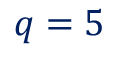 q = 5